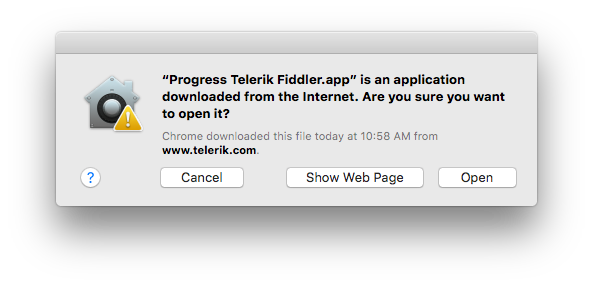 “Progress Telerik Fiddler.app” is an application
downloaded from the Internet. Are you sure you want
to open it?
Chrome downloaded this file today at 10:58 AM from
www.telerik.com.
?
Cancel
Show Web Page
Open